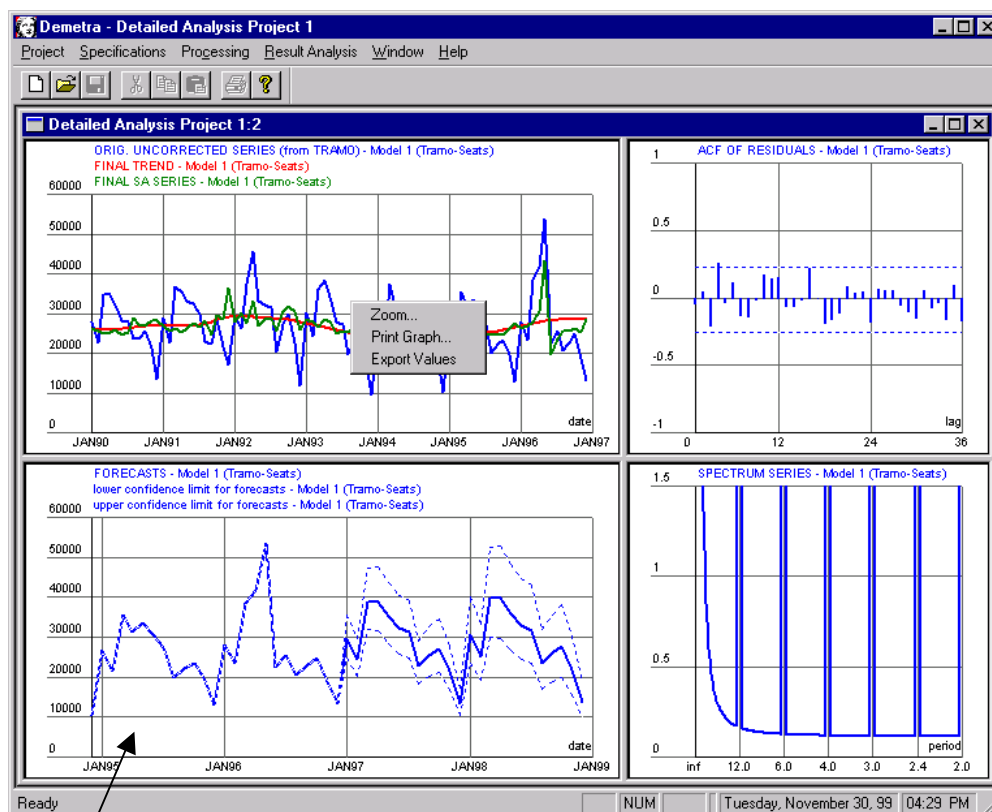 Demetra - Detailed Analysis Project 1
Project Specifications Processing Result Analysis Window Help
Detailed Analysis Project 1:2
ORIG. UNCORRECTED SERIES (from TRAMO) - Model 1 (Tramo-Seats)
FINAL TREND - Model 1 (Tramo-Seats)
FINAL SA SERIES - Model 1 (Tramo-Seats)
60000
50000
40000
30000
20000
10000
0
date
JAN90 JAN91 JAN92 JAN93 JAN94 JAN95 JAN96 JAN97
Zoom...
Print Graph...
Export Values
ACF OF RESIDUALS - Model 1 (Tramo-Seats)
1
0.5
0
-0.5
-1
lag
0 12 24 36
FORECASTS - Model 1 (Tramo-Seats)
lower confidence limit for forecasts - Model 1 (Tramo-Seats)
upper confidence limit for forecasts - Model 1 (Tramo-Seats)
60000
50000
40000
30000
20000
10000
0
date
JAN95 JAN96 JAN97 JAN98 JAN99
SPECTRUM SERIES - Model 1 (Tramo-Seats)
1.5
1
0.5
0
period
inf 12.0 6.0 4.0 3.0 2.4 2.0
Ready NUM Tuesday, November 30, 99 04:29 PM